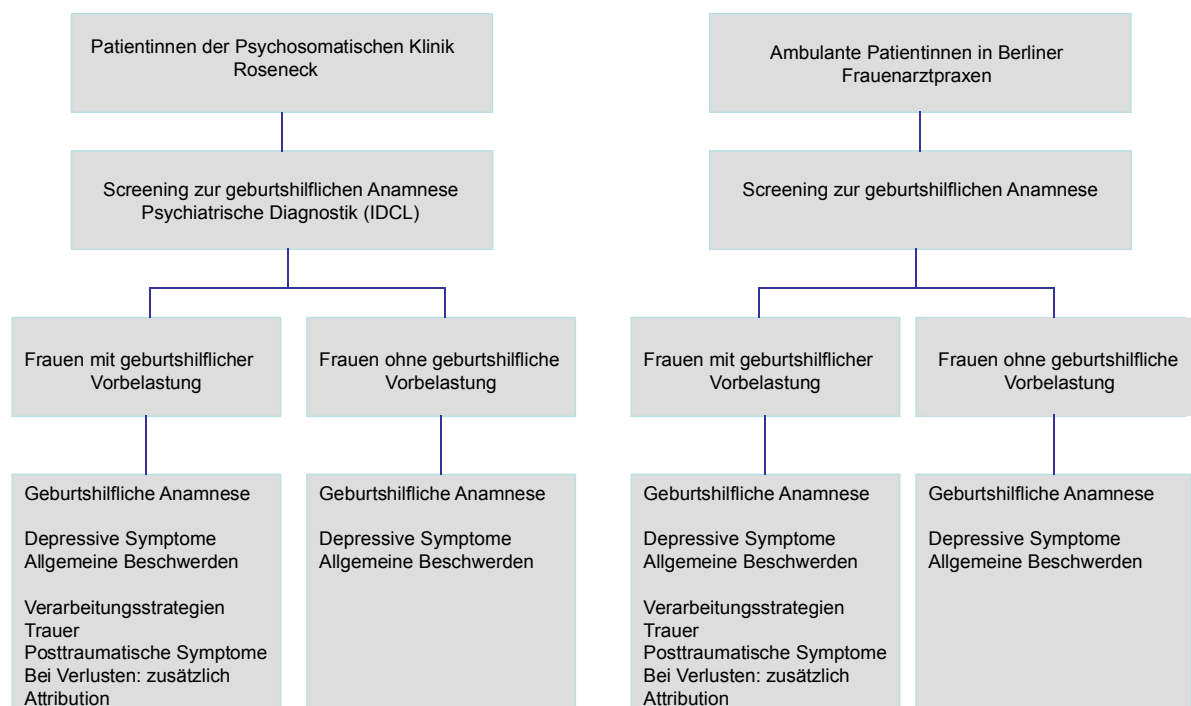 Patientinnen der Psychosomatischen Klinik
Roseneck
Ambulante Patientinnen in Berliner
Frauenarztpraxen
Screening zur geburtshilflichen Anamnese
Psychiatrische Diagnostik (IDCL)
Screening zur geburtshilflichen Anamnese
Frauen mit geburtshilflicher
Vorbelastung
Frauen ohne geburtshilfliche
Vorbelastung
Frauen mit geburtshilflicher
Vorbelastung
Frauen ohne geburtshilfliche
Vorbelastung
Geburtshilfliche Anamnese
Depressive Symptome
Allgemeine Beschwerden
Verarbeitungsstrategien
Trauer
Posttraumatische Symptome
Bei Verlusten: zusätzlich
Attribution
Geburtshilfliche Anamnese
Depressive Symptome
Allgemeine Beschwerden
Geburtshilfliche Anamnese
Depressive Symptome
Allgemeine Beschwerden
Verarbeitungsstrategien
Trauer
Posttraumatische Symptome
Bei Verlusten: zusätzlich
Attribution
Geburtshilfliche Anamnese
Depressive Symptome
Allgemeine Beschwerden